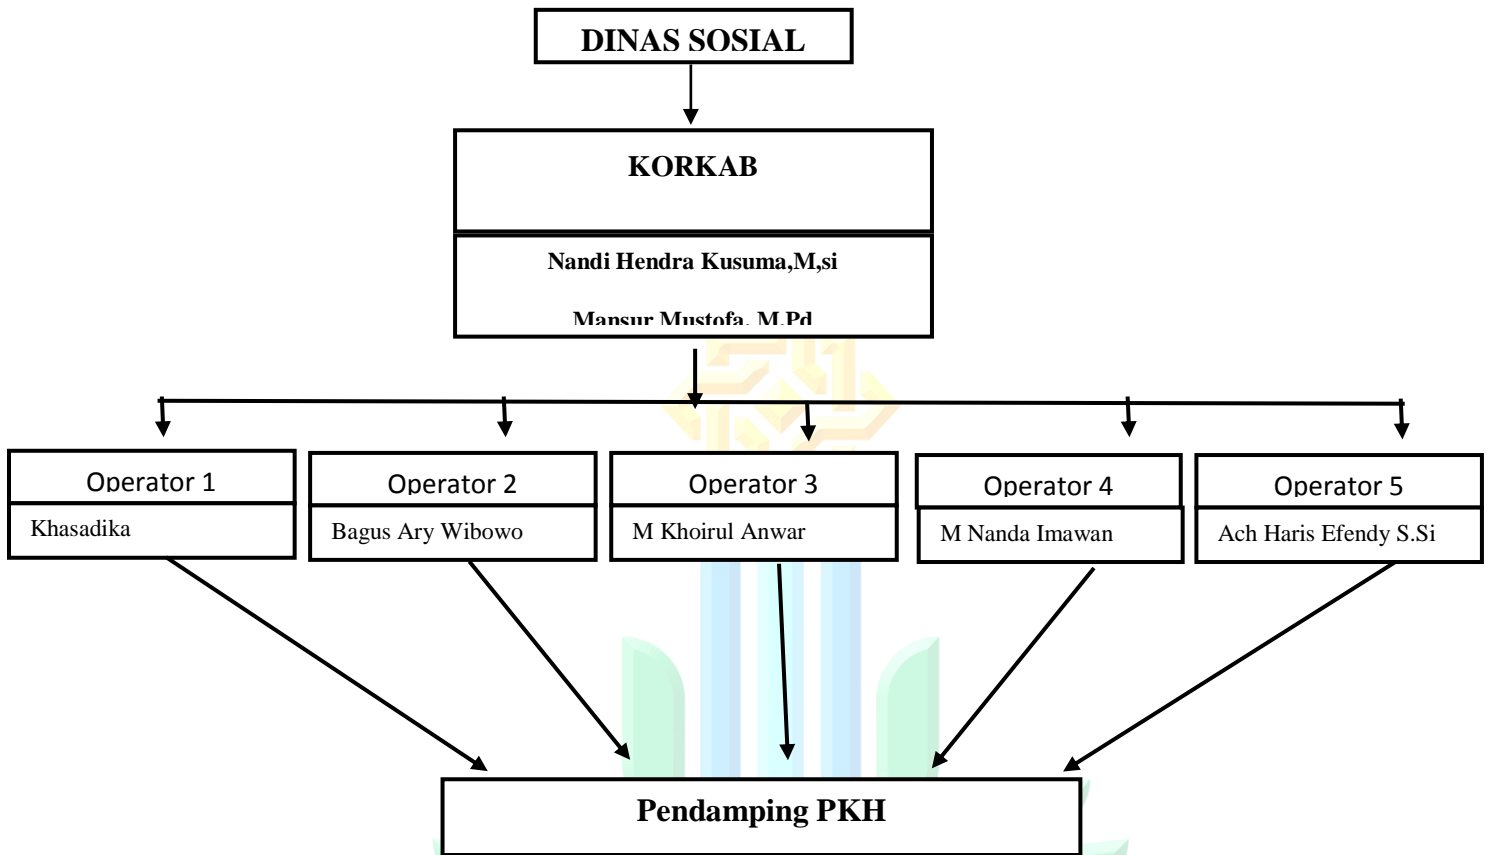 DINAS SOSIAL
KORKAB
Nandi Hendra Kusuma,M,si
Mansur Mustofa, M.Pd
Operator 1
Operator 2
Operator 3
Operator 4
Operator 5
Khasadika
Bagus Ary Wibowo
M Khoirul Anwar
M Nanda Imawan
Ach Haris Efendy S.Si
Pendamping PKH